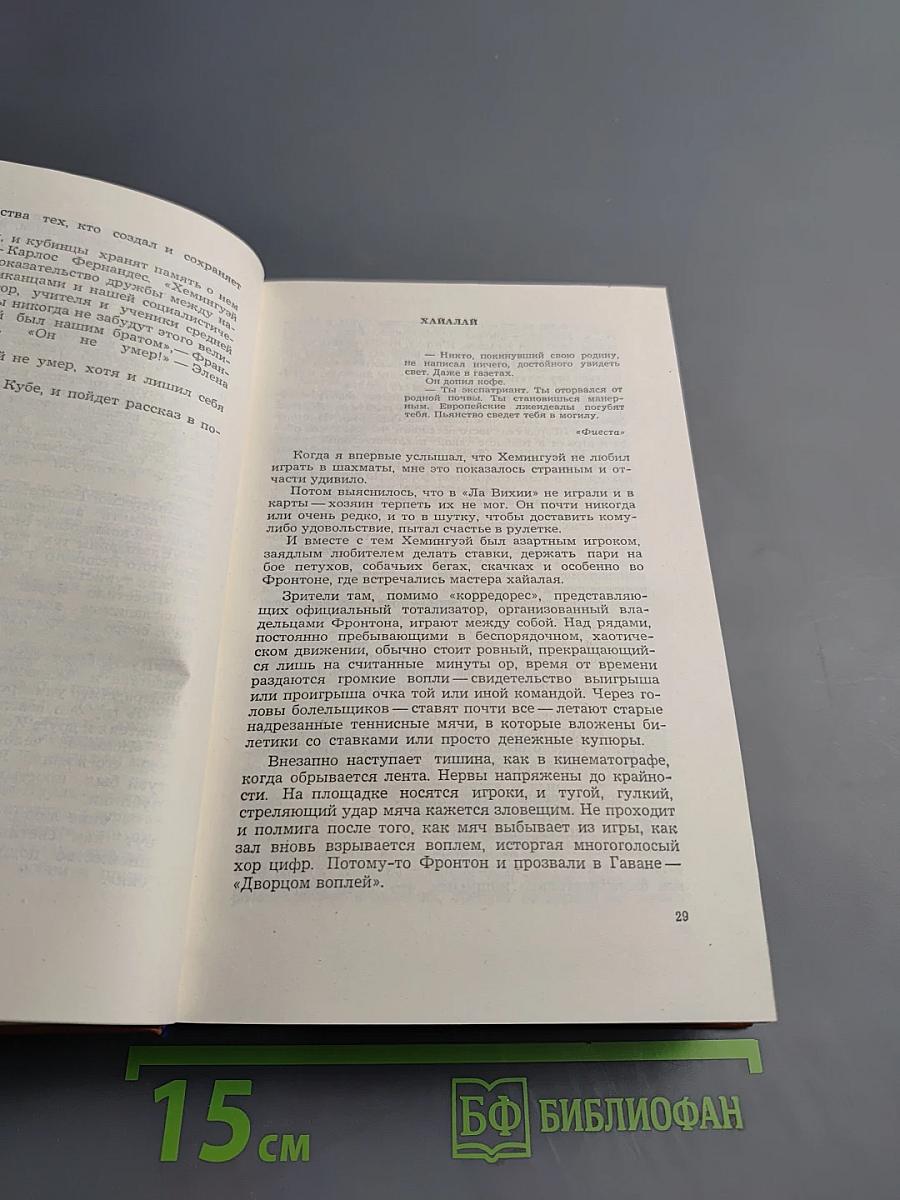 ства тех, кто создал и сохраняет
, и кубинцы хранят память о нем
Карлос Фернандес. «Хемингуэй
оказательство дружбы между на-
иканцами и нашей социалистиче-
ор, учителя и ученики средней
ы никогда не забудут этого вели-
й был нашим братом», — Фран-
«Он не умер!» — Элена
й не умер, хотя и лишил себя
Кубе, и пойдет рассказ в по-
ХАЙАЛАЙ
— Никто, покинувший свою родину,
не написал ничего, достойного увидеть
свет. Даже в газетах.
Он допил кофе.
— Ты экспатриант. Ты оторвался от
родной почвы. Ты становишься манер-
ным. Европейские лжеидеалы погубят
тебя. Пьянство сведет тебя в могилу.
«Фиеста»
Когда я впервые услышал, что Хемингуэй не любил
играть в шахматы, мне это показалось странным и от-
части удивило.
Потом выяснилось, что в «Ла Вихии» не играли и в
карты — хозяин терпеть их не мог. Он почти никогда
или очень редко, и то в шутку, чтобы доставить кому-
либо удовольствие, пытал счастье в рулетке.
И вместе с тем Хемингуэй был азартным игроком,
заядлым любителем делать ставки, держать пари на
бое петухов, собачьих бегах, скачках и особенно во
Фронтоне, где встречались мастера хайалая.
Зрители там, помимо «корредорес», представляю-
щих официальный тотализатор, организованный вла-
дельцами Фронтона, играют между собой. Над рядами,
постоянно пребывающими в беспорядочном, хаотиче-
ском движении, обычно стоит ровный, прекращающий-
ся лишь на считанные минуты ор, время от времени
раздаются громкие вопли — свидетельство выигрыша
или проигрыша очка той или иной командой. Через го-
ловы болельщиков — ставят почти все — летают старые
надрезанные теннисные мячи, в которые вложены би-
летики со ставками или просто денежные купюры.
Внезапно наступает тишина, как в кинематографе,
когда обрывается лента. Нервы напряжены до крайно-
сти. На площадке носятся игроки, и тугой, гулкий,
стреляющий удар мяча кажется зловещим. Не проходит
и полмига после того, как мяч выбывает из игры, как
зал вновь взрывается воплем, исторгая многоголосый
хор цифр. Потому-то Фронтон и прозвали в Гаване —
«Дворцом воплей».
29
15 см
БФ БИБЛИОФАН